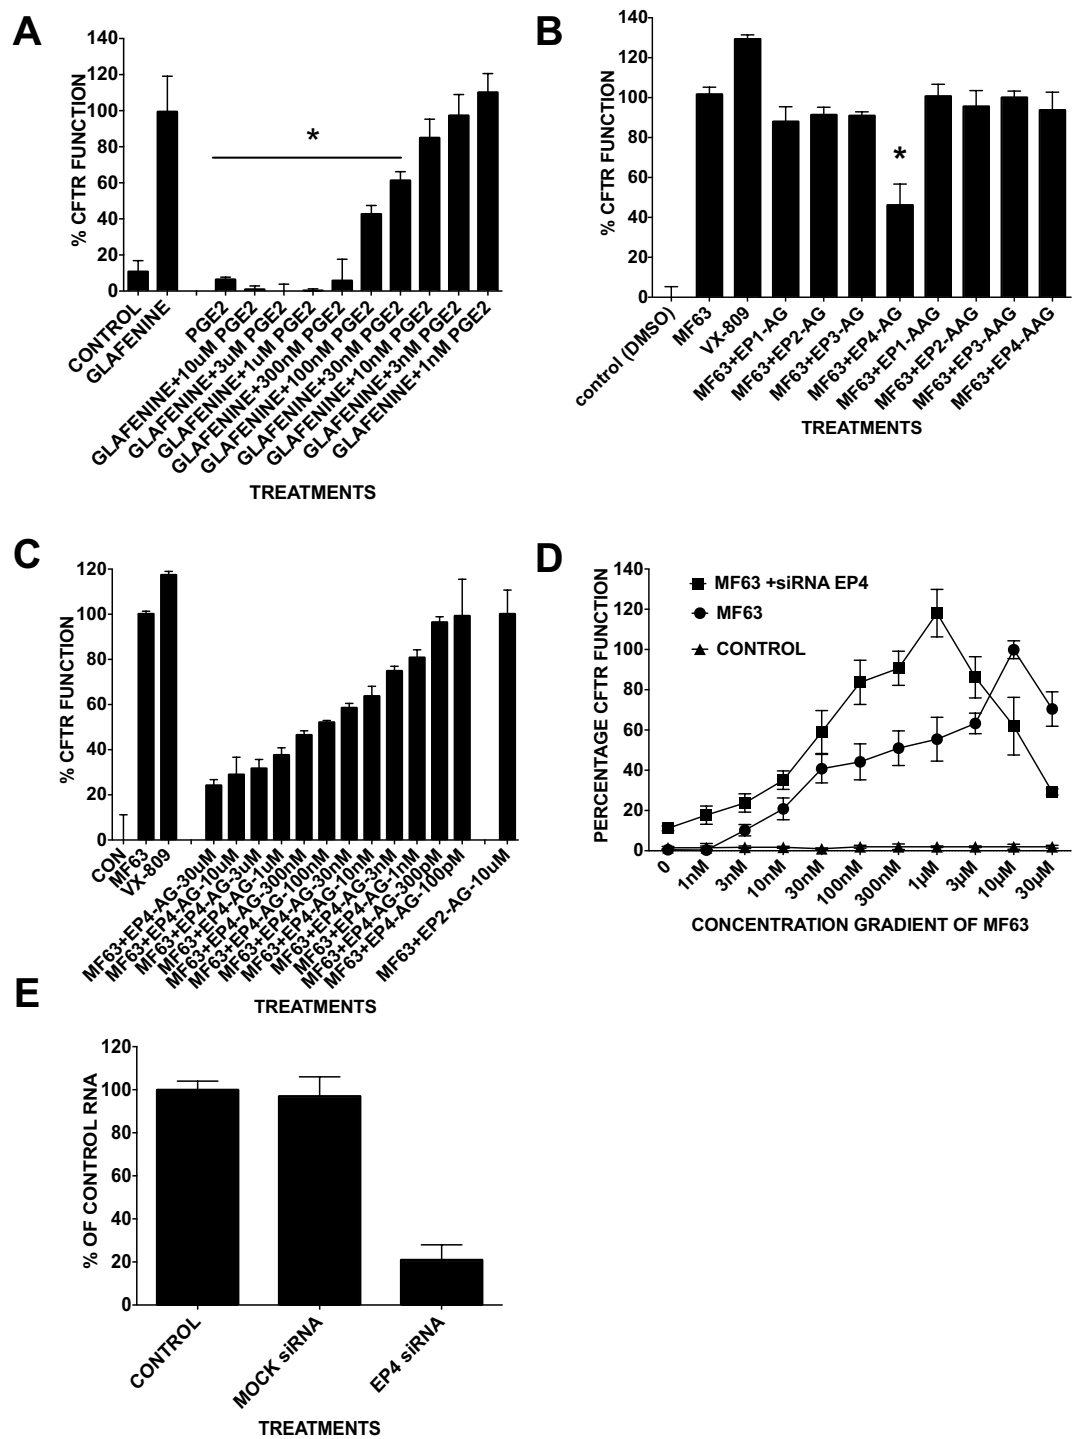 A
% CFTR FUNCTION
140
120
100
80
60
40
20
0
*
CONTROL
GLAFENINE
PGE2
GLAFENINE+10uM PGE2
GLAFENINE+3uM PGE2
GLAFENINE+1uM PGE2
GLAFENINE+300nM PGE2
GLAFENINE+100nM PGE2
GLAFENINE+30nM PGE2
GLAFENINE+10nM PGE2
GLAFENINE+3nM PGE2
GLAFENINE+1nM PGE2
TREATMENTS
B
% CFTR FUNCTION
140
120
100
80
60
40
20
0
*
control (DMSO)
MF63
VX-809
MF63+EP1-AG
MF63+EP2-AG
MF63+EP3-AG
MF63+EP4-AG
MF63+EP1-AAG
MF63+EP2-AAG
MF63+EP3-AAG
MF63+EP4-AAG
TREATMENTS
C
% CFTR FUNCTION
120
100
80
60
40
20
0
CON
MF63
VX-809
MF63+EP4-AG-30uM
MF63+EP4-AG-10uM
MF63+EP4-AG-3uM
MF63+EP4-AG-1uM
MF63+EP4-AG-300nM
MF63+EP4-AG-100nM
MF63+EP4-AG-30nM
MF63+EP4-AG-10nM
MF63+EP4-AG-3nM
MF63+EP4-AG-1nM
MF63+EP4-AG-300pM
MF63+EP4-AG-100pM
MF63+EP2-AG-10uM
TREATMENTS
D
PERCENTAGE CFTR FUNCTION
140
120
100
80
60
40
20
0
MF63 +siRNA EP4
MF63
CONTROL
0
1nM
3nM
10nM
30nM
100nM
300nM
1µM
3µM
10µM
30µM
CONCENTRATION GRADIENT OF MF63
E
% OF CONTROL RNA
120
100
80
60
40
20
0
CONTROL
MOCK siRNA
EP4 siRNA
TREATMENTS